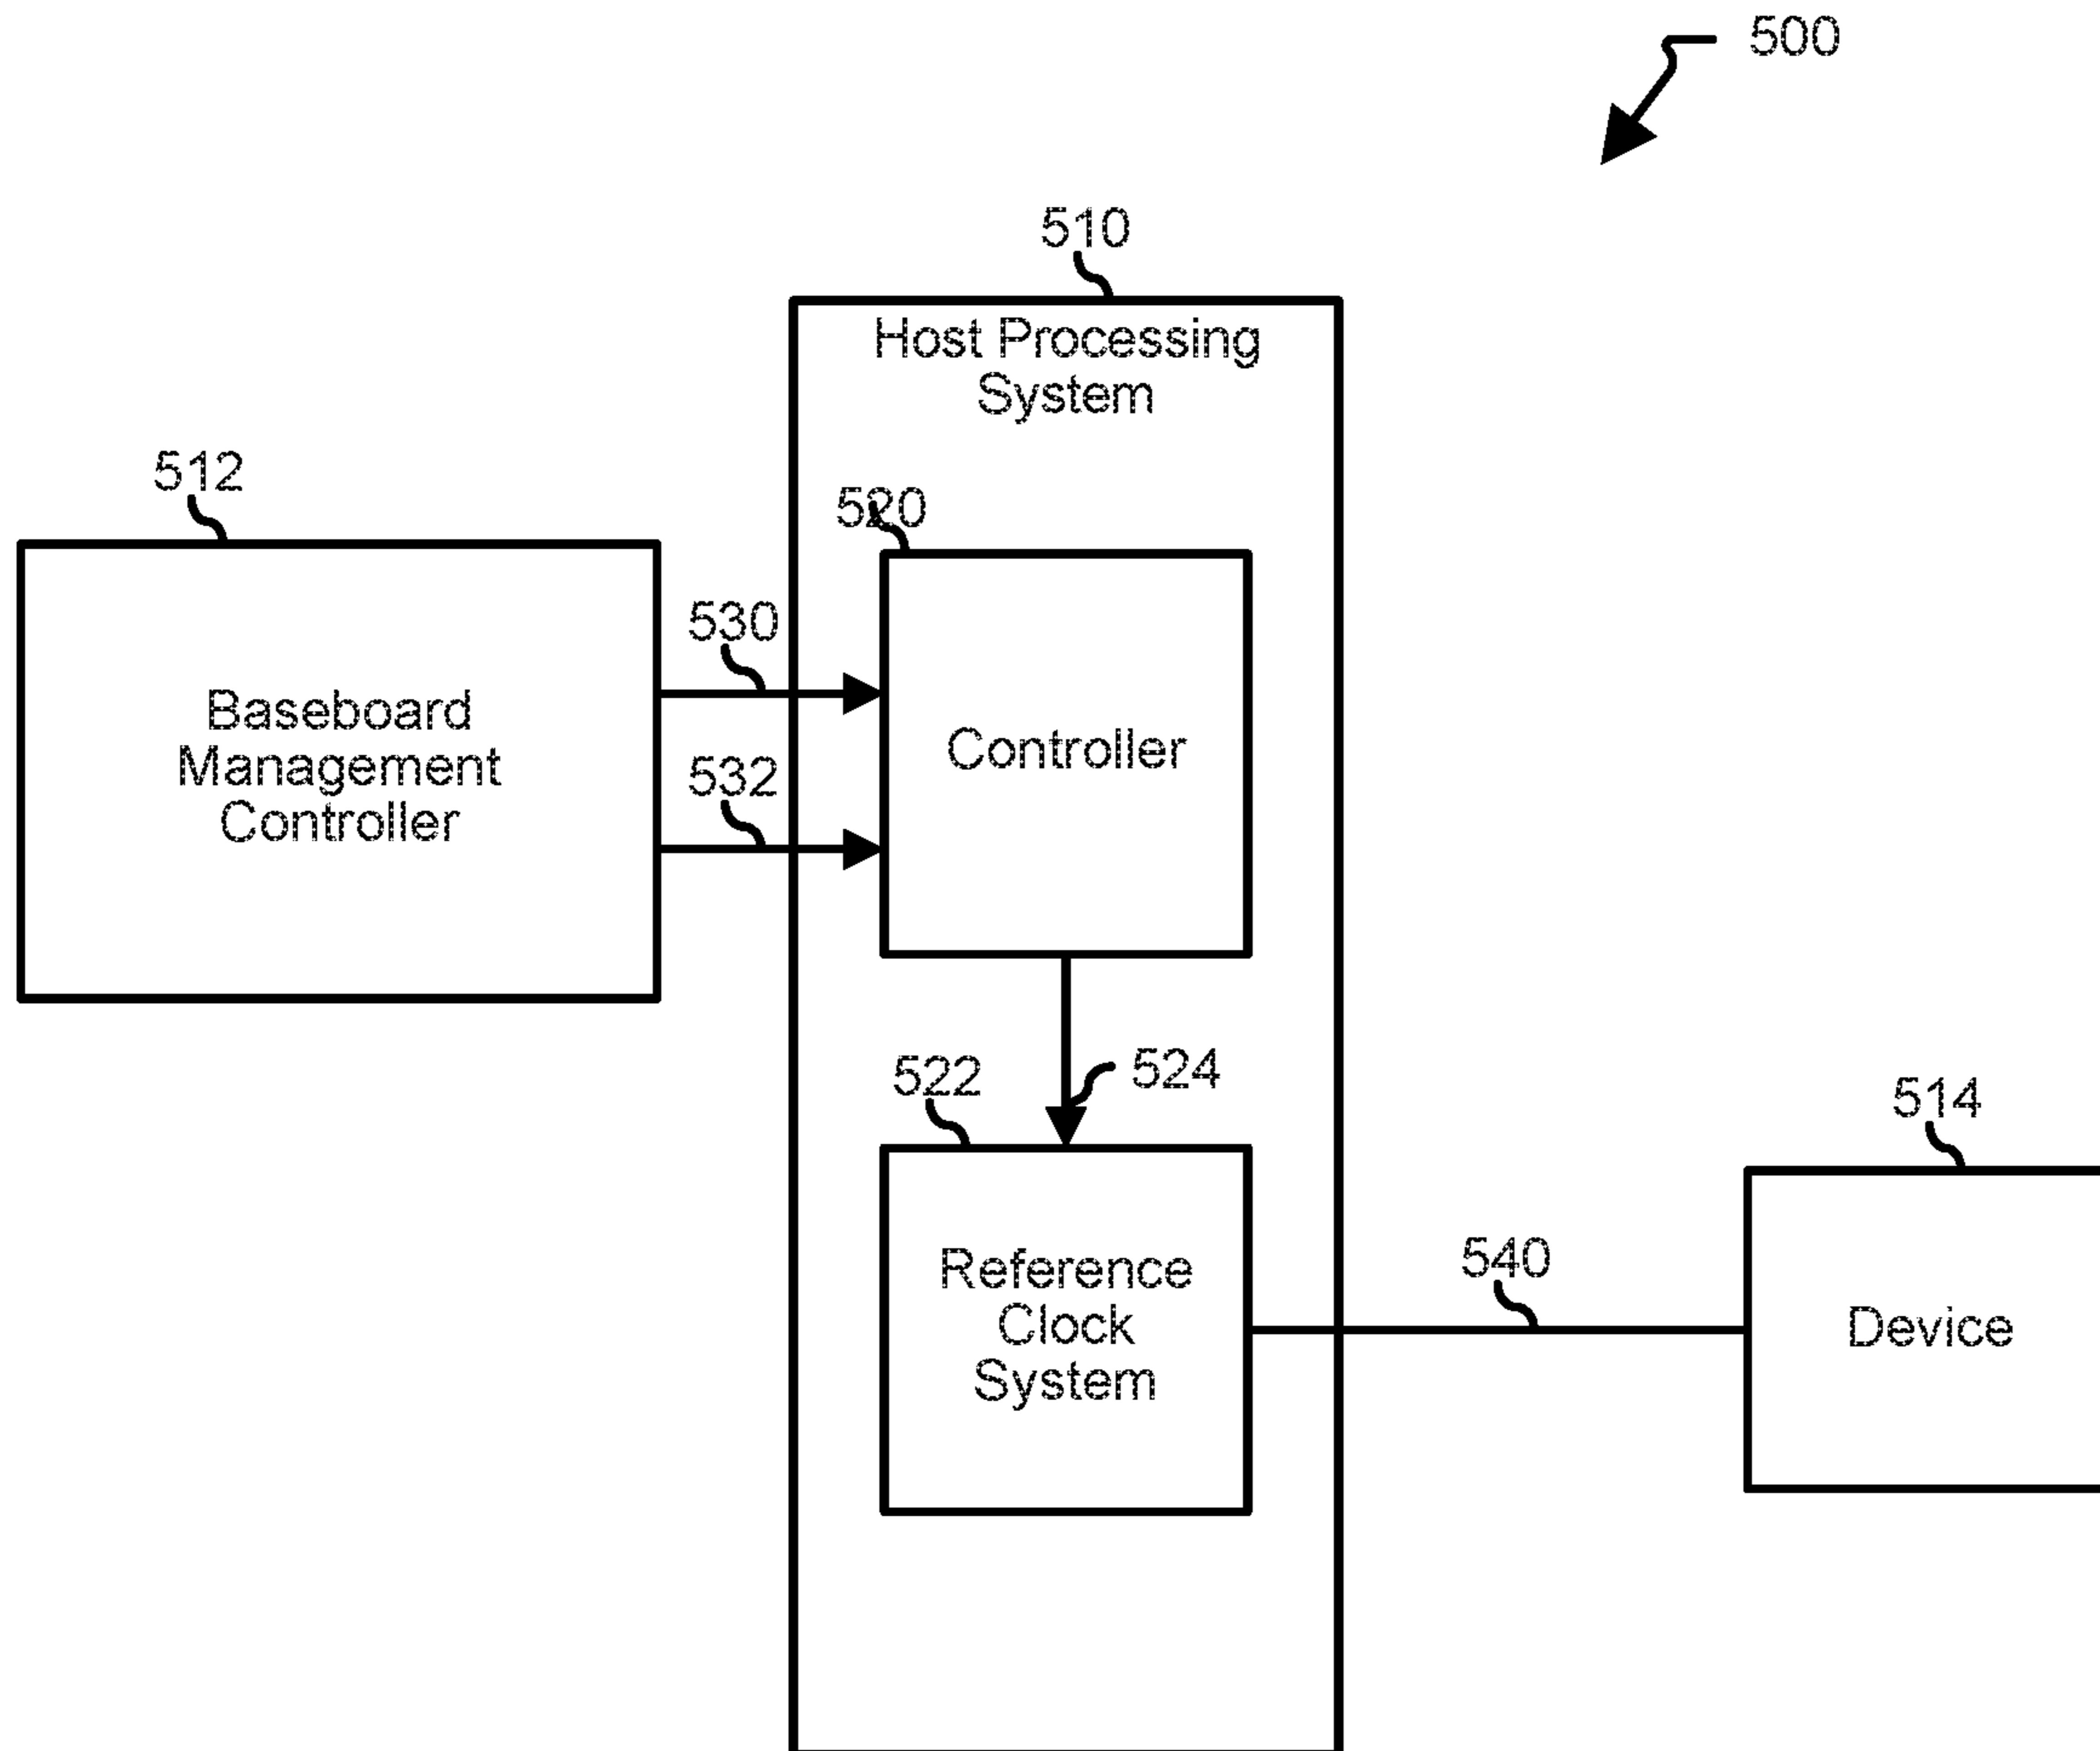 500
510
Host Processing
System
512
520
530
Baseboard
Management
Controller
Controller
532
522
524
514
Reference
Clock
System
540
Device